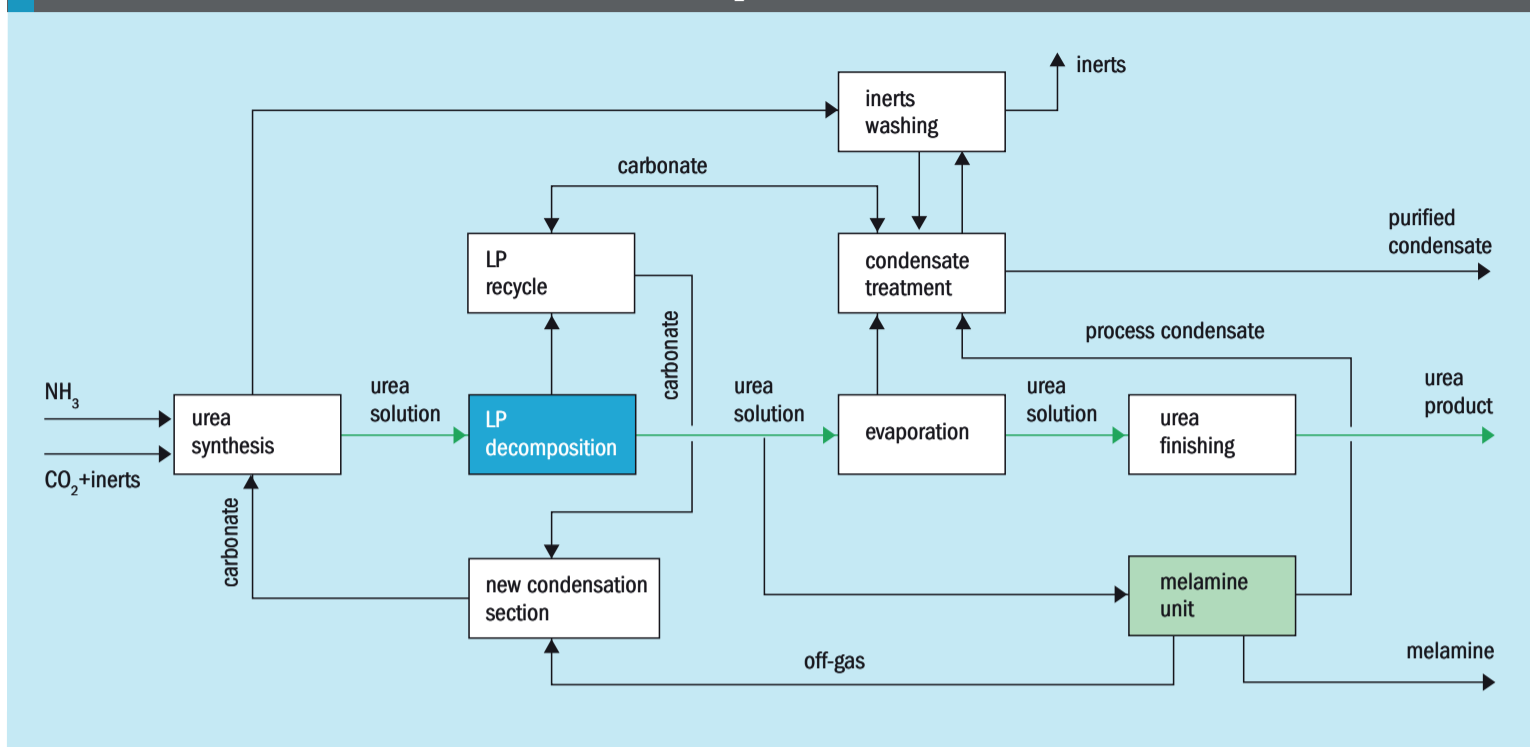 inerts
inerts
washing
carbonate
purified
condensate
LP
recycle
condensate
treatment
carbonate
process condensate
NH₃
urea
solution
urea
solution
urea
solution
urea
product
urea
synthesis
LP
decomposition
evaporation
urea
finishing
CO₂+inerts
carbonate
new condensation
section
melamine
unit
off-gas
melamine